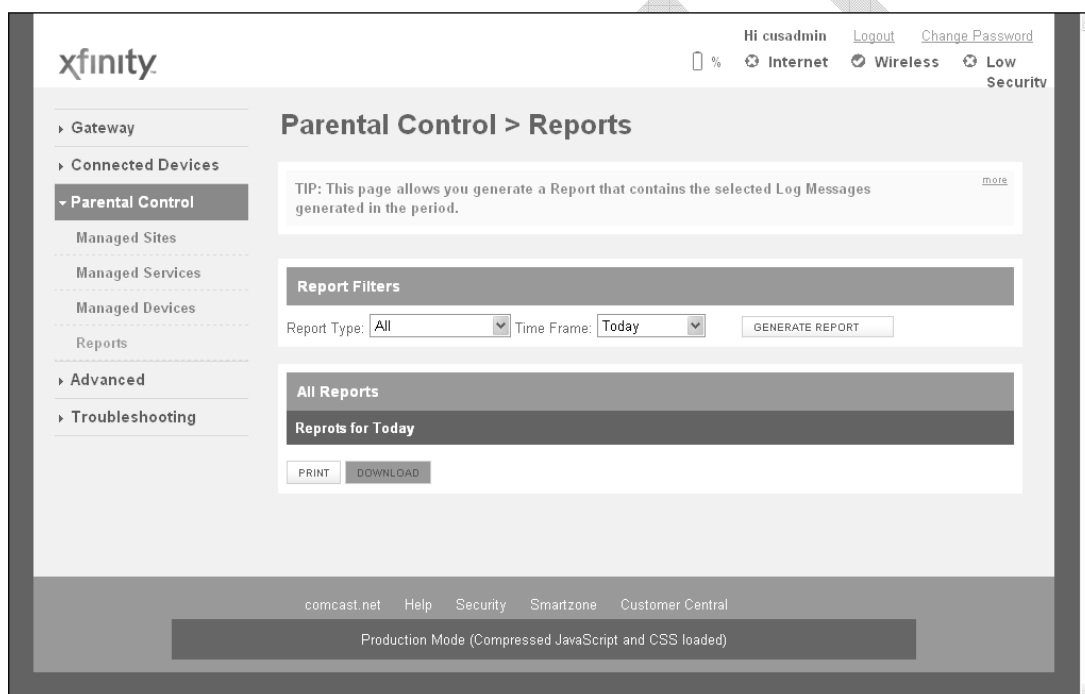 Hi cusadmin Logout Change Password
xfinity.
% Internet Wireless Low Security
Gateway
Connected Devices
Parental Control
Managed Sites
Managed Services
Managed Devices
Reports
Advanced
Troubleshooting
Parental Control > Reports
TIP: This page allows you generate a Report that contains the selected Log Messages
generated in the period.
more
Report Filters
Report Type: All Time Frame: Today GENERATE REPORT
All Reports
Reprots for Today
PRINT DOWNLOAD
comcast.net Help Security Smartzone Customer Central
Production Mode (Compressed JavaScript and CSS loaded)